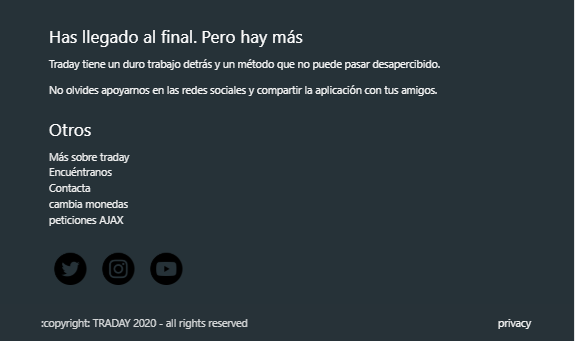 Has llegado al final. Pero hay más
Traday tiene un duro trabajo detrás y un método que no puede pasar desapercibido.
No olvides apoyarnos en las redes sociales y compartir la aplicación con tus amigos.
Otros
Más sobre traday
Encuéntranos
Contacta
cambia monedas
peticiones AJAX
:copyright: TRADAY 2020 - all rights reserved
privacy